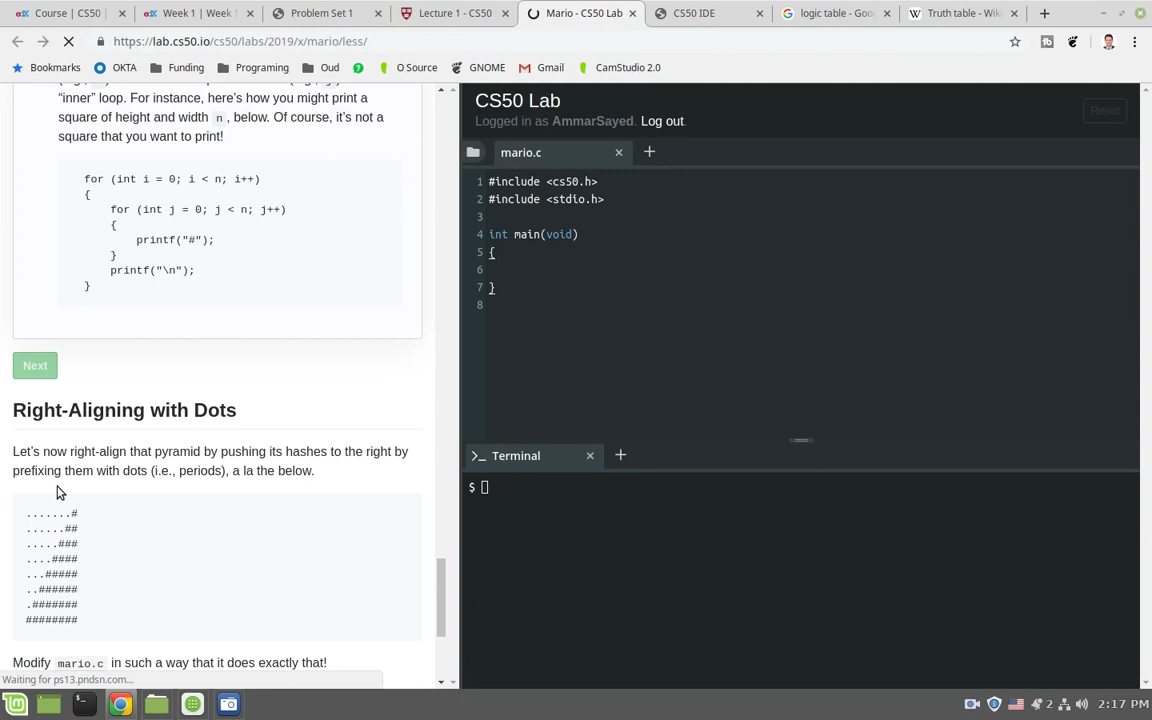 Course | CS50 |
Week 1 | Week 1
Problem Set 1
Lecture 1 - CS50
Mario - CS50 Lab
CS50 IDE
logic table - Goo
Truth table - Wiki
https://lab.cs50.io/cs50/labs/2019/x/mario/less/
Bookmarks
OKTA
Funding
Programing
Oud
O Source
GNOME
Gmail
CamStudio 2.0
“inner” loop. For instance, here’s how you might print a
square of height and width n, below. Of course, it’s not a
square that you want to print!
for (int i = 0; i < n; i++)
{
for (int j = 0; j < n; j++)
{
printf("#");
}
printf("\n");
}
Next
Right-Aligning with Dots
Let’s now right-align that pyramid by pushing its hashes to the right by
prefixing them with dots (i.e., periods), a la the below.
.......#
......##
.....###
....####
...#####
..######
.#######
########
Modify mario.c in such a way that it does exactly that!
Waiting for ps13.pndsn.com...
CS50 Lab
Logged in as AmmarSayed. Log out.
Reset
mario.c
1 #include <cs50.h>
2 #include <stdio.h>
3
4 int main(void)
5 {
6
7 }
8
>_ Terminal
$
2
2:17 PM